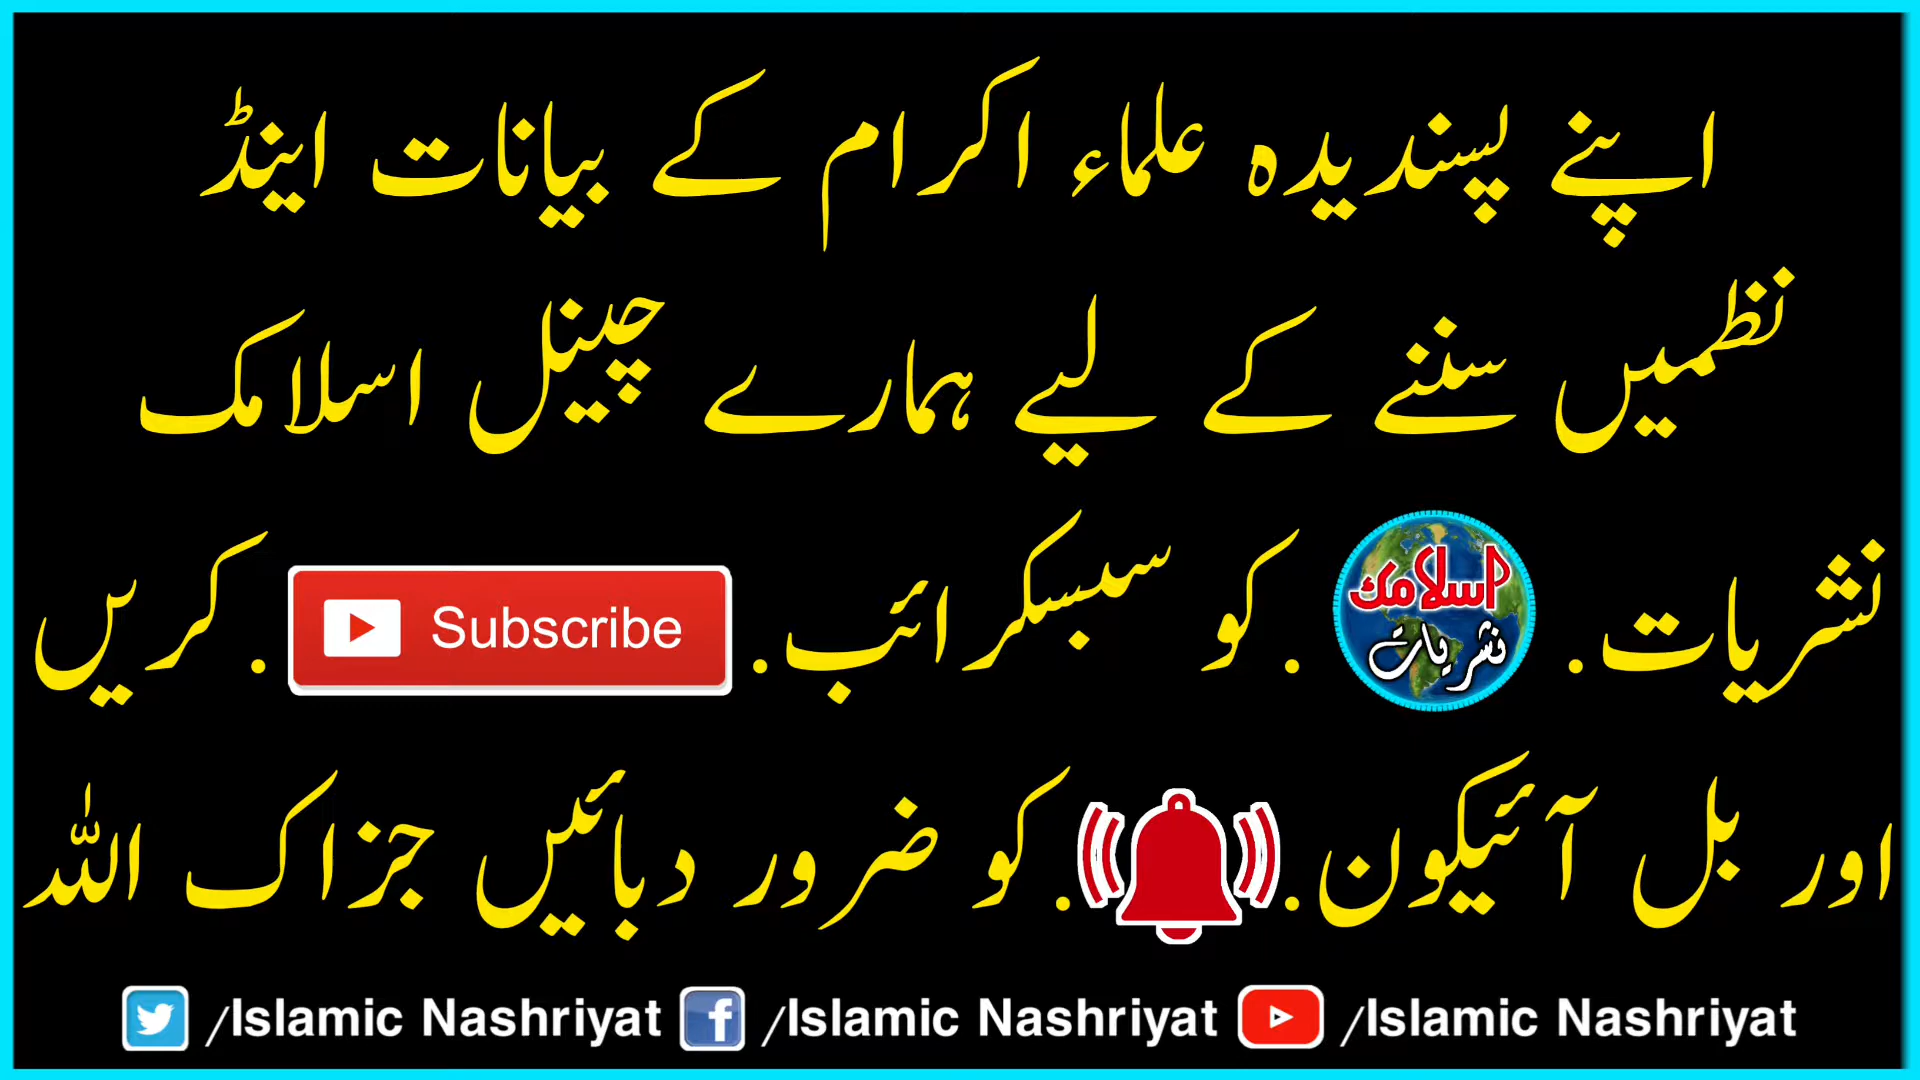 اپنے پسندیدہ علماء اکرام کے بیانات اینڈ
نظمیں سننے کے لیے ہمارے چینل اسلامک
نشریات. اسلامک نشریات .کو سبسکرائب. Subscribe .کریں
اور بل آئیکون. .کو ضرور دبائیں جزاک اللہ
/Islamic Nashriyat /Islamic Nashriyat /Islamic Nashriyat